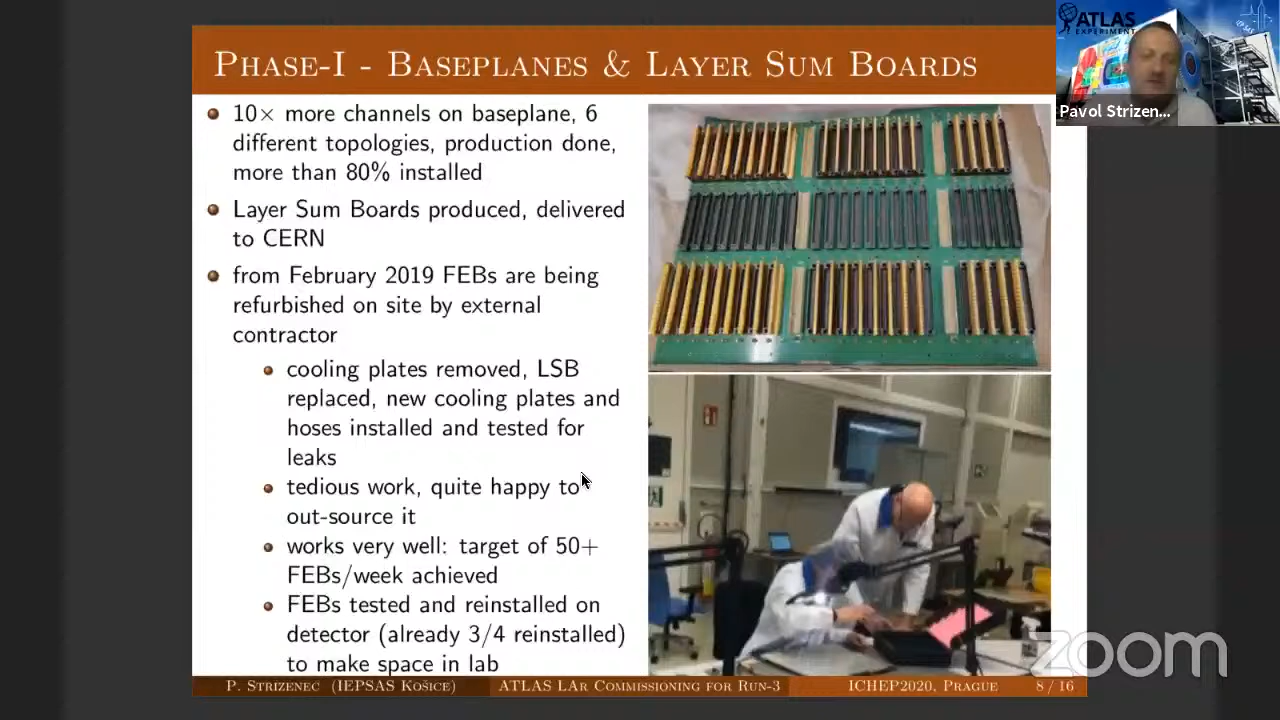 PHASE-I - BASEPLANES & LAYER SUM BOARDS
10× more channels on baseplane, 6
different topologies, production done,
more than 80% installed
Layer Sum Boards produced, delivered
to CERN
from February 2019 FEBs are being
refurbished on site by external
contractor
cooling plates removed, LSB
replaced, new cooling plates and
hoses installed and tested for
leaks
tedious work, quite happy to
out-source it
works very well: target of 50+
FEBs/week achieved
FEBs tested and reinstalled on
detector (already 3/4 reinstalled)
to make space in lab
P. STRIZENEC (IEPSAS KOŠICE) ATLAS LAR COMMISSIONING FOR RUN-3 ICHEP2020, PRAGUE 8 / 16
ATLAS
EXPERIMENT
Pavol Strizen...
zoom